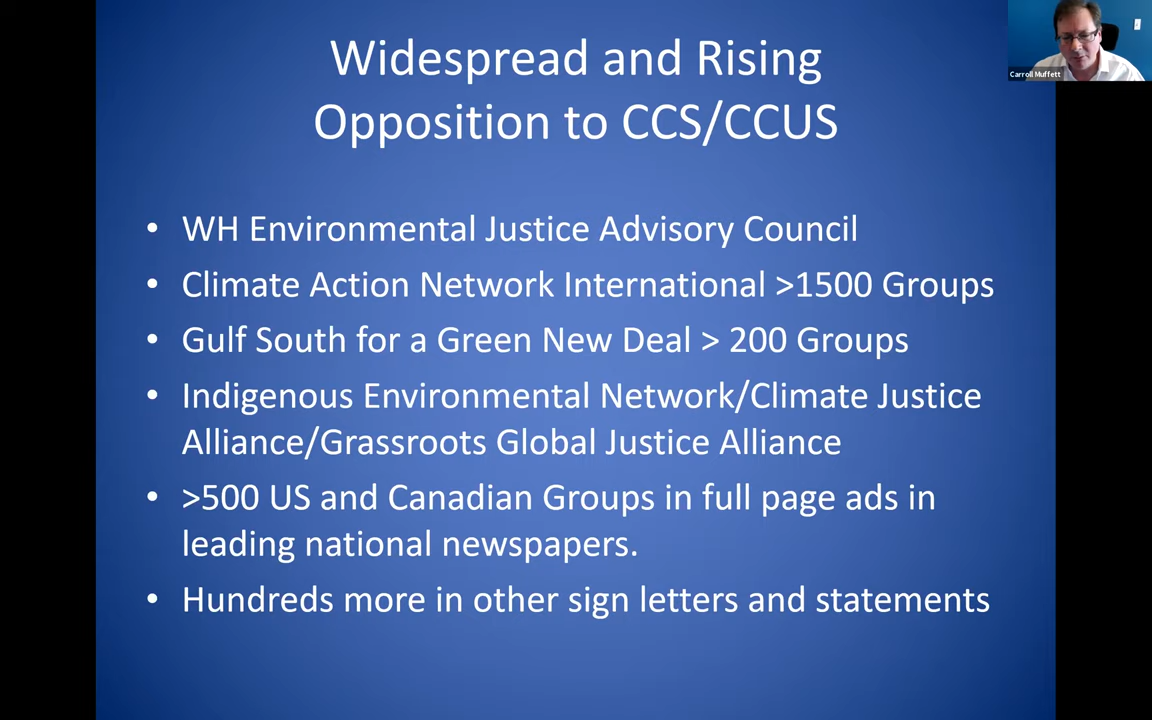 Widespread and Rising
Opposition to CCS/CCUS
Carroll Muffett
• WH Environmental Justice Advisory Council
• Climate Action Network International >1500 Groups
• Gulf South for a Green New Deal > 200 Groups
• Indigenous Environmental Network/Climate Justice
Alliance/Grassroots Global Justice Alliance
• >500 US and Canadian Groups in full page ads in
leading national newspapers.
• Hundreds more in other sign letters and statements